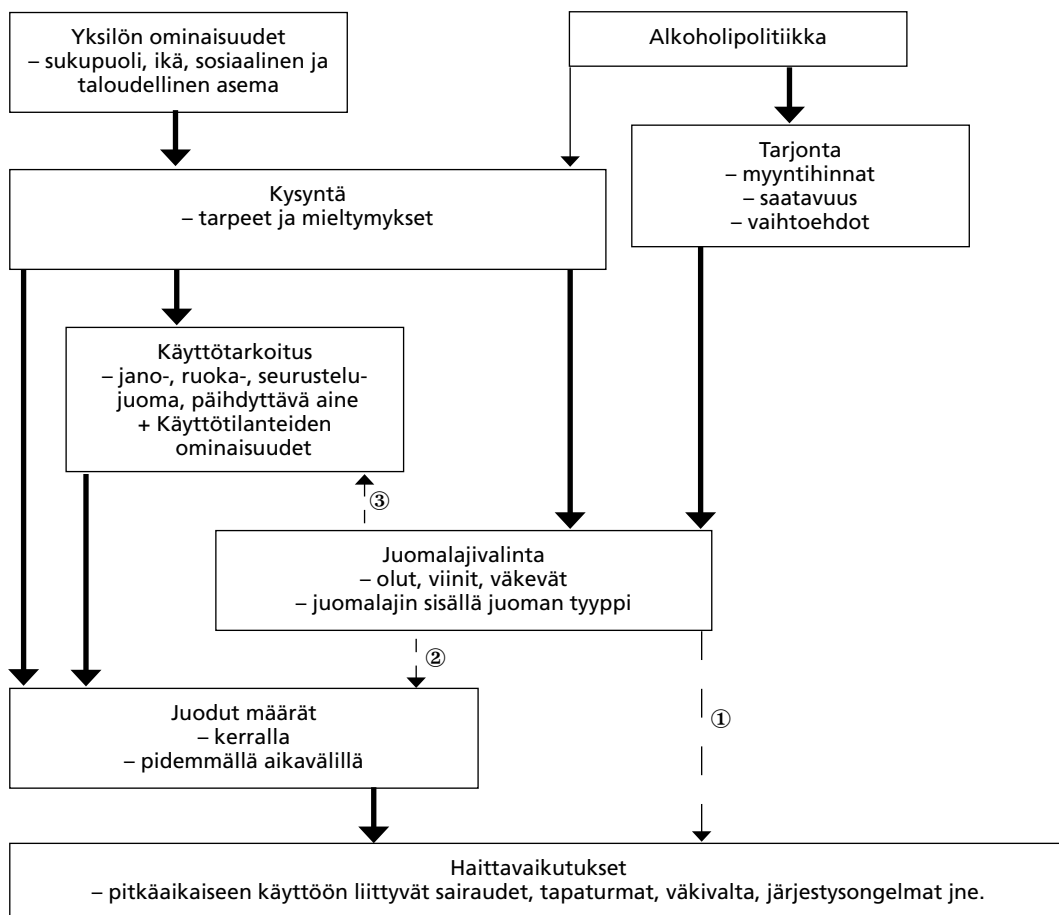 Yksilön ominaisuudet
– sukupuoli, ikä, sosiaalinen ja
taloudellinen asema
Alkoholipolitiikka
Tarjonta
– myyntihinnat
– saatavuus
– vaihtoehdot
Kysyntä
– tarpeet ja mieltymykset
Käyttötarkoitus
– jano-, ruoka-, seurustelu-
juoma, päihdyttävä aine
+ Käyttötilanteiden
ominaisuudet
③
Juomalajivalinta
– olut, viinit, väkevät
– juomalajin sisällä juoman tyyppi
②
Juodut määrät
– kerralla
– pidemmällä aikavälillä
①
Haittavaikutukset
– pitkäaikaiseen käyttöön liittyvät sairaudet, tapaturmat, väkivalta, järjestysongelmat jne.